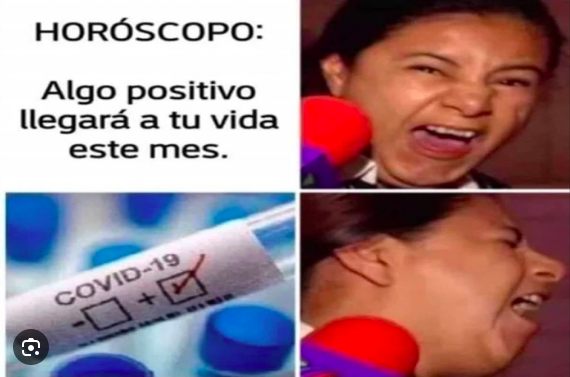 HORÓSCOPO:
Algo positivo
llegará a tu vida
este mes.
COVID-19
- +